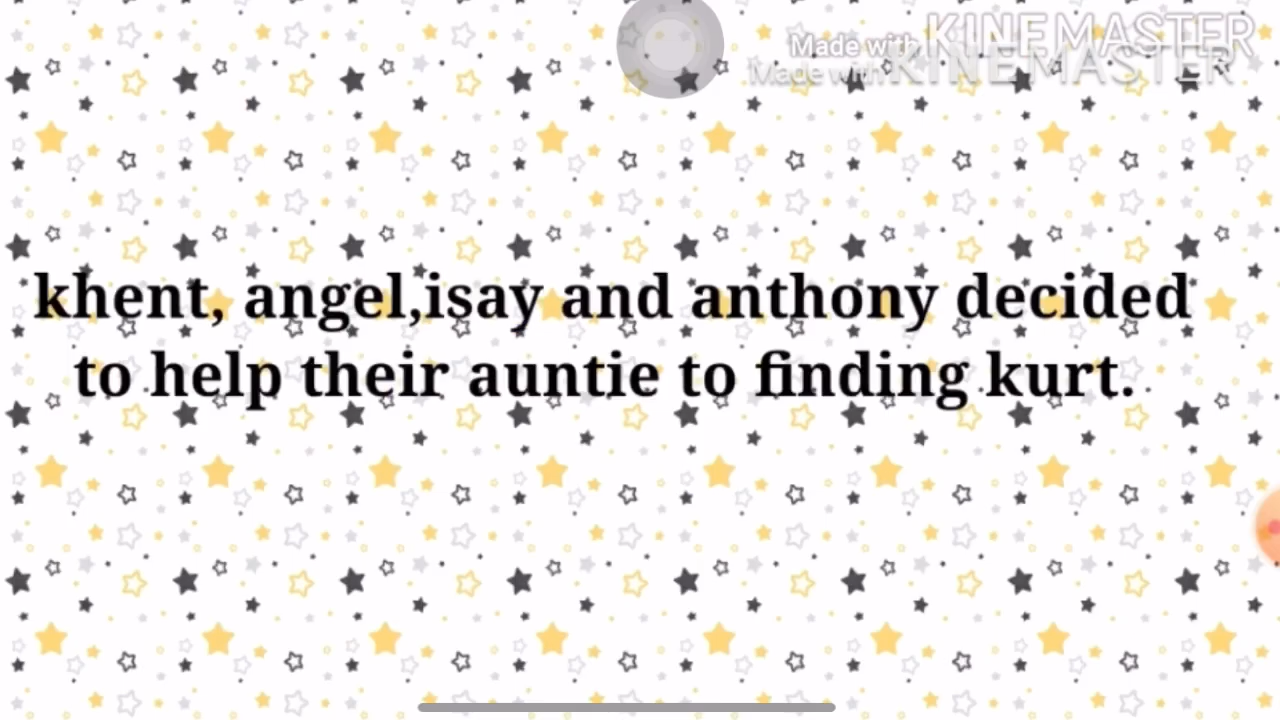 Made with KINEMASTER
Made with KINEMASTER
khent, angel,isay and anthony decided
to help their auntie to finding kurt.